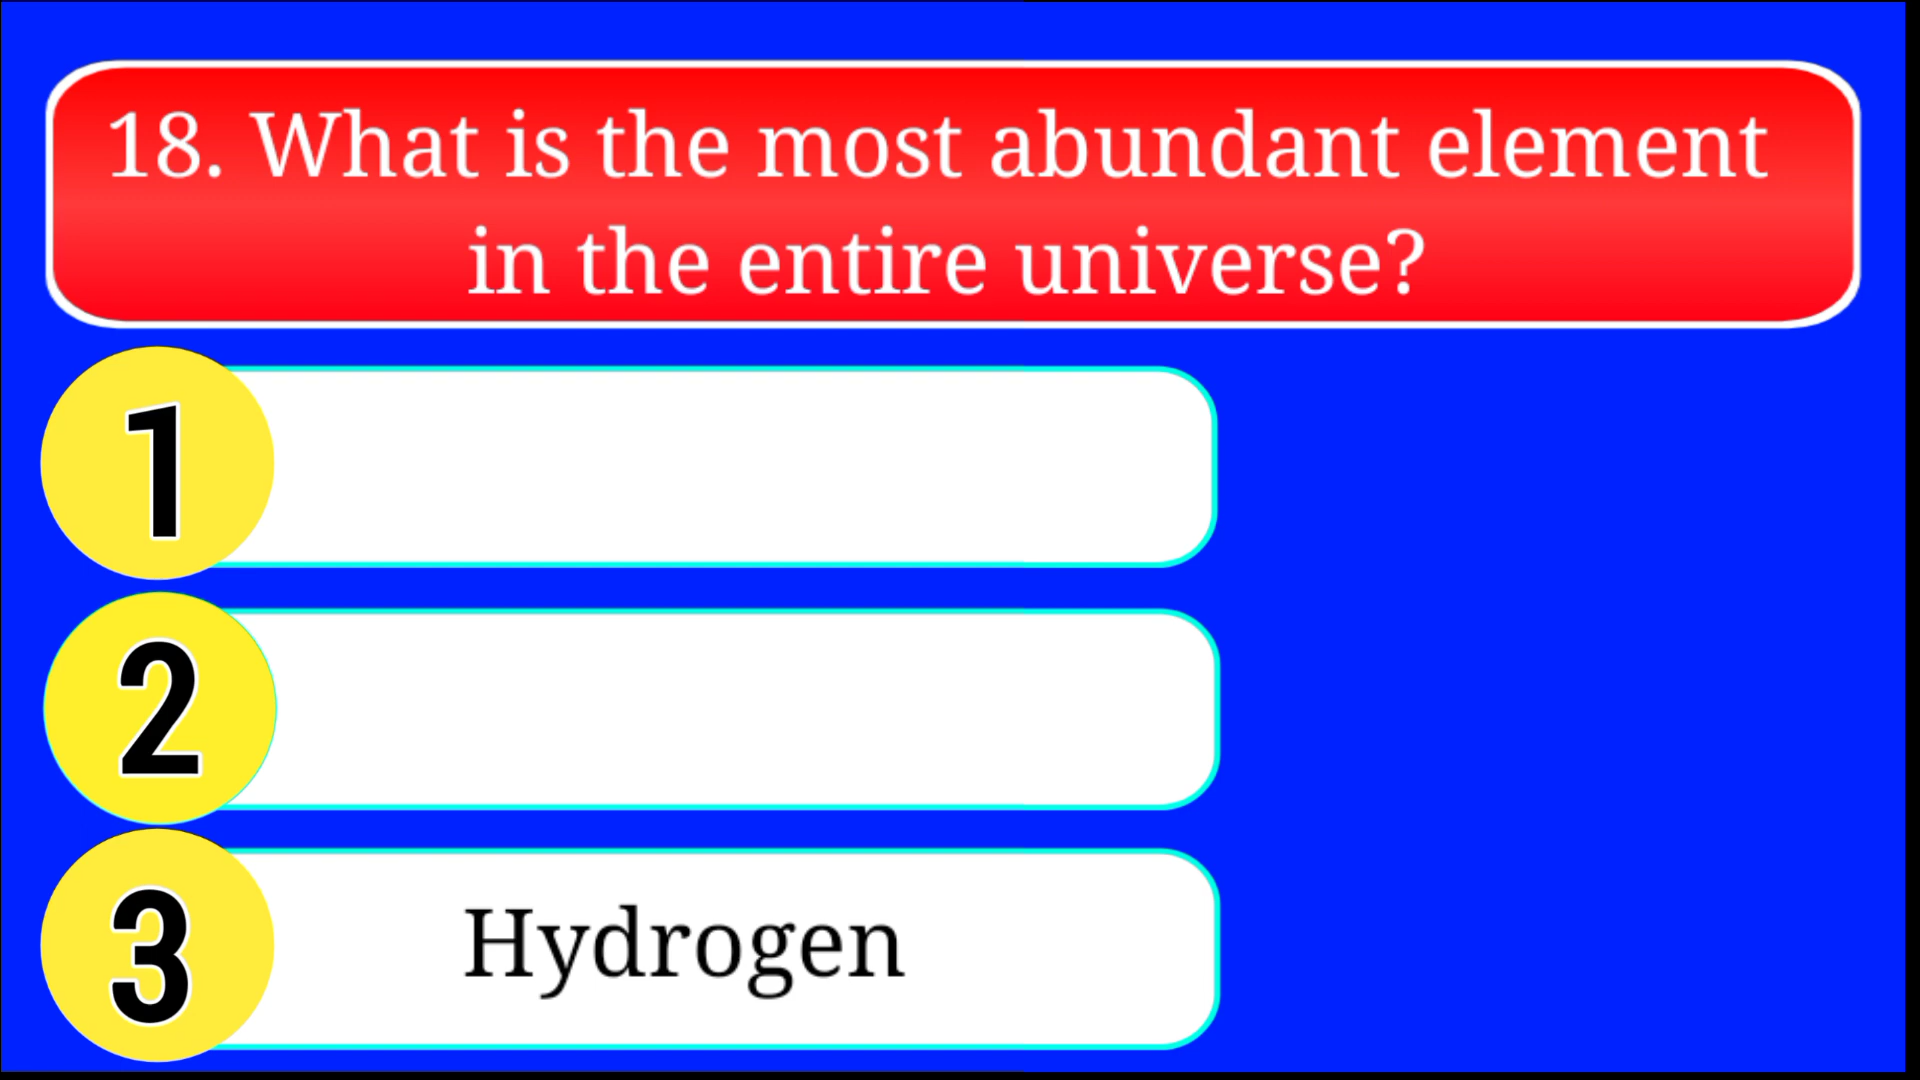 18. What is the most abundant element
in the entire universe?
1
2
3
Hydrogen